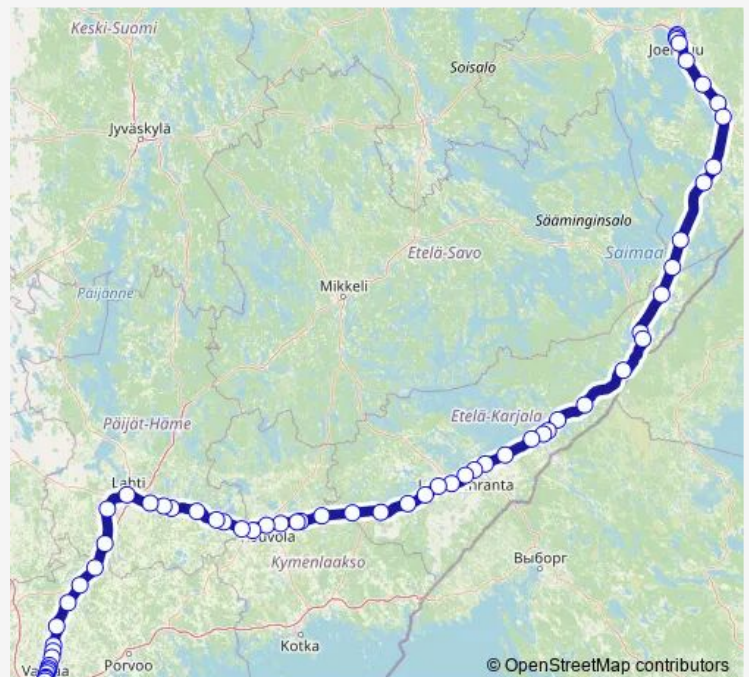 Keski-Suomi
Soisalo
Jyväskylä
Sääminginsalo
Etelä-Savo
Saimaa
Mikkeli
Päijänne
Etelä-Karjala
Päijät-Häme
Lahti
Выборг
Kymenlaakso
Kotka
Porvoo
© OpenStreetMap contributors